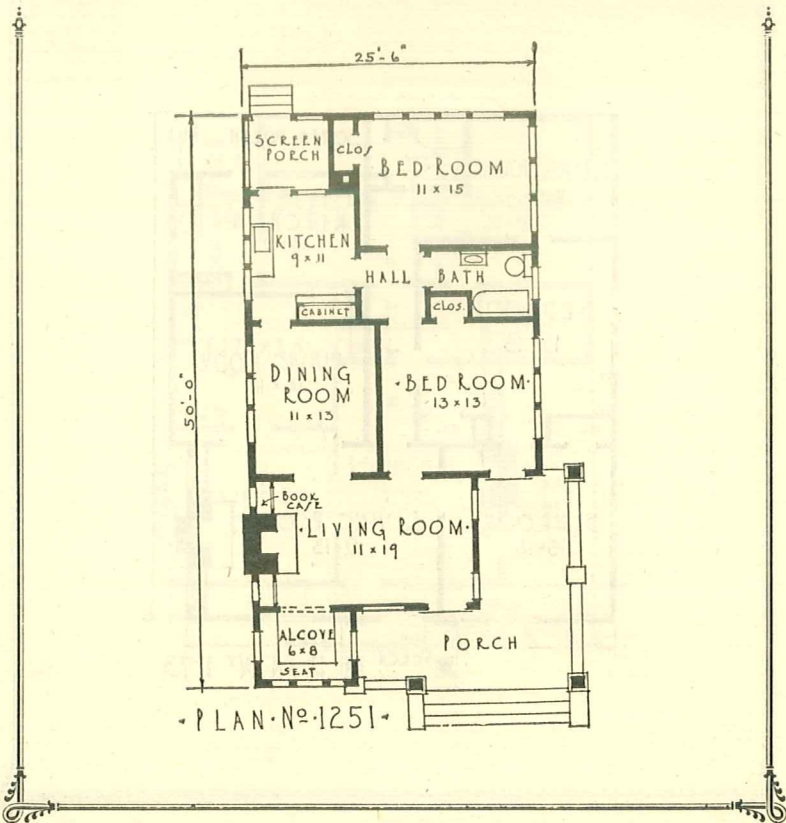 25'-6"
SCREEN
PORCH
CLOS
BED ROOM
11 x 15
KITCHEN
9 x 11
HALL
BATH
CABINET
CLOS.
DINING
ROOM
11 x 13
·BED ROOM·
13 x 13
50'-0"
BOOK
CASE
·LIVING ROOM·
11 x 19
ALCOVE
6 x 8
SEAT
PORCH
·PLAN·No·1251·